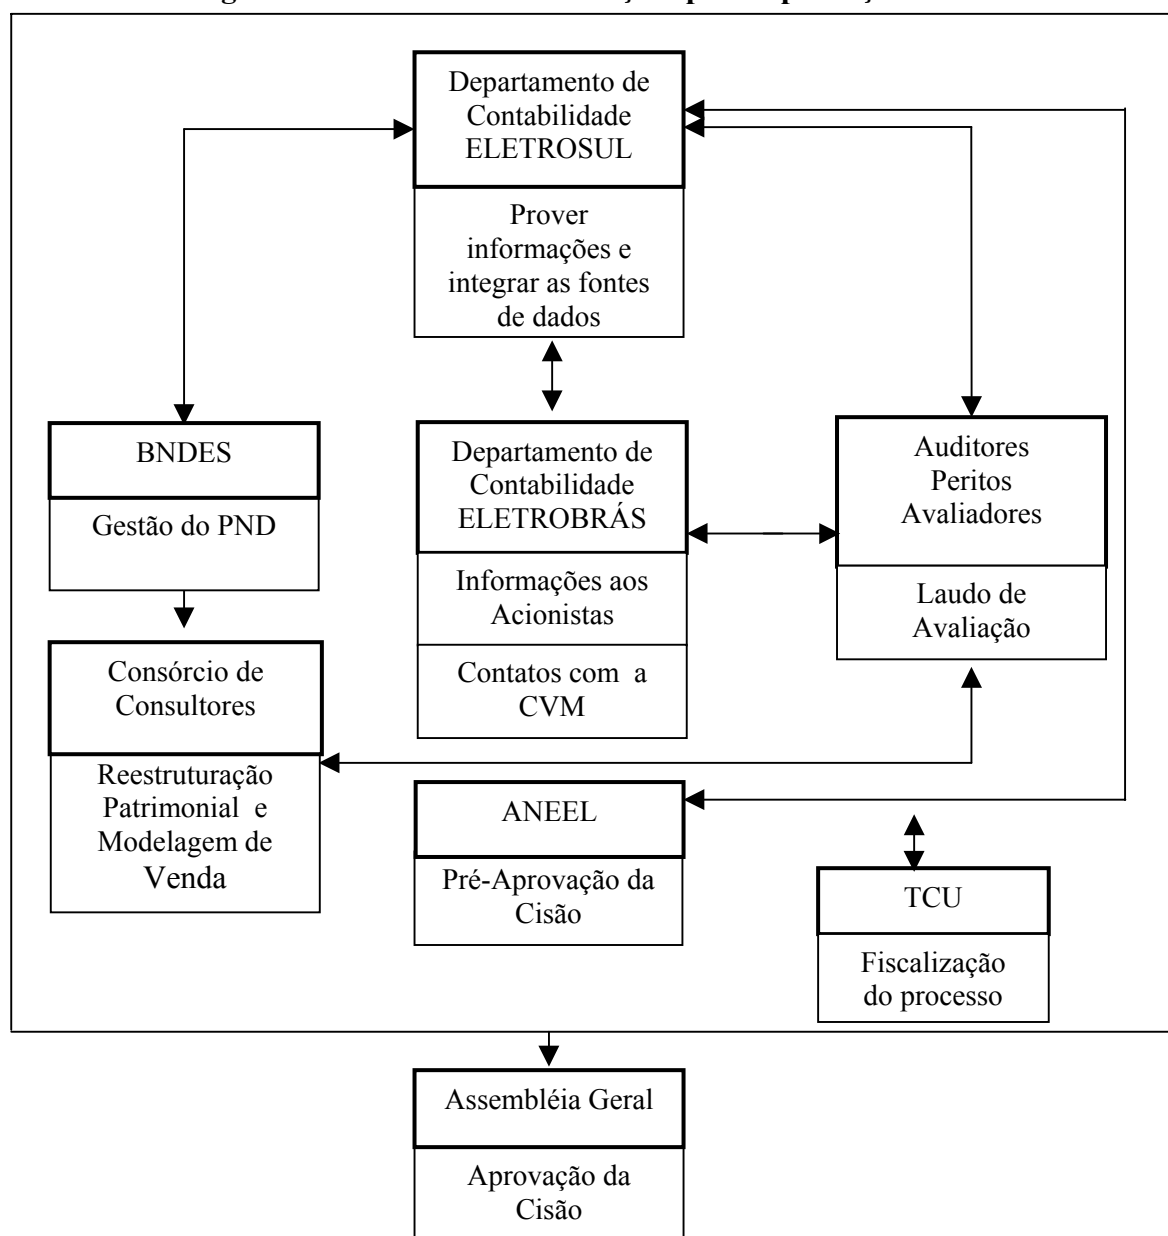 Departamento de
Contabilidade
ELETROSUL
Prover
informações e
integrar as fontes
de dados
BNDES
Gestão do PND
Departamento de
Contabilidade
ELETROBRÁS
Informações aos
Acionistas
Contatos com a
CVM
Auditores
Peritos
Avaliadores
Laudo de
Avaliação
Consórcio de
Consultores
Reestruturação
Patrimonial e
Modelagem de
Venda
ANEEL
Pré-Aprovação da
Cisão
TCU
Fiscalização
do processo
Assembléia Geral
Aprovação da
Cisão